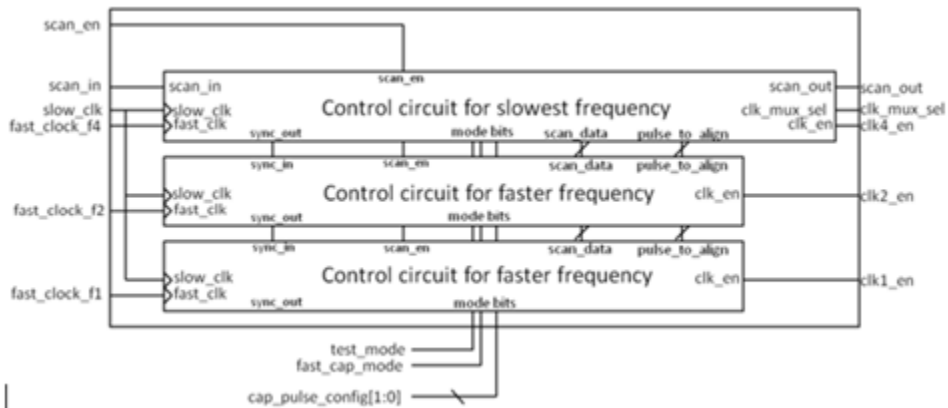 scan_en
scan_in scan_in scan_en scan_out scan_out
slow_clk slow_clk Control circuit for slowest frequency clk_mux_sel clk_mux_sel
fast_clock_f4 fast_clk clk_en clk4_en
sync_out mode bits scan_data pulse_to_align
sync_in scan_en scan_data pulse_to_align
slow_clk Control circuit for faster frequency clk_en clk2_en
fast_clock_f2 fast_clk
sync_out mode bits
sync_in scan_en scan_data pulse_to_align
slow_clk Control circuit for faster frequency clk_en clk1_en
fast_clock_f1 fast_clk
sync_out mode bits
test_mode
fast_cap_mode
cap_pulse_config[1:0]